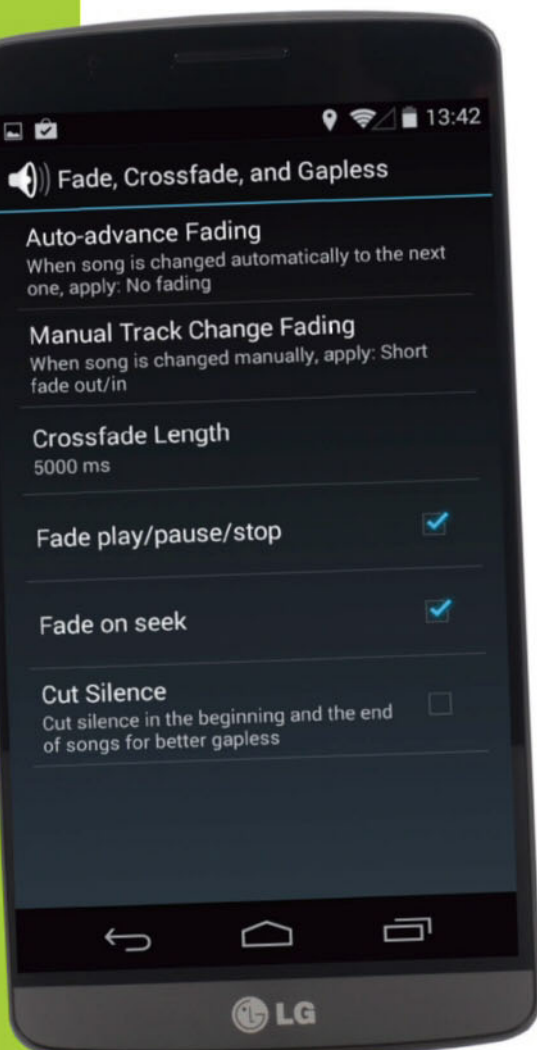 13:42
Fade, Crossfade, and Gapless
Auto-advance Fading
When song is changed automatically to the next
one, apply: No fading
Manual Track Change Fading
When song is changed manually, apply: Short
fade out/in
Crossfade Length
5000 ms
Fade play/pause/stop
Fade on seek
Cut Silence
Cut silence in the beginning and the end
of songs for better gapless
LG